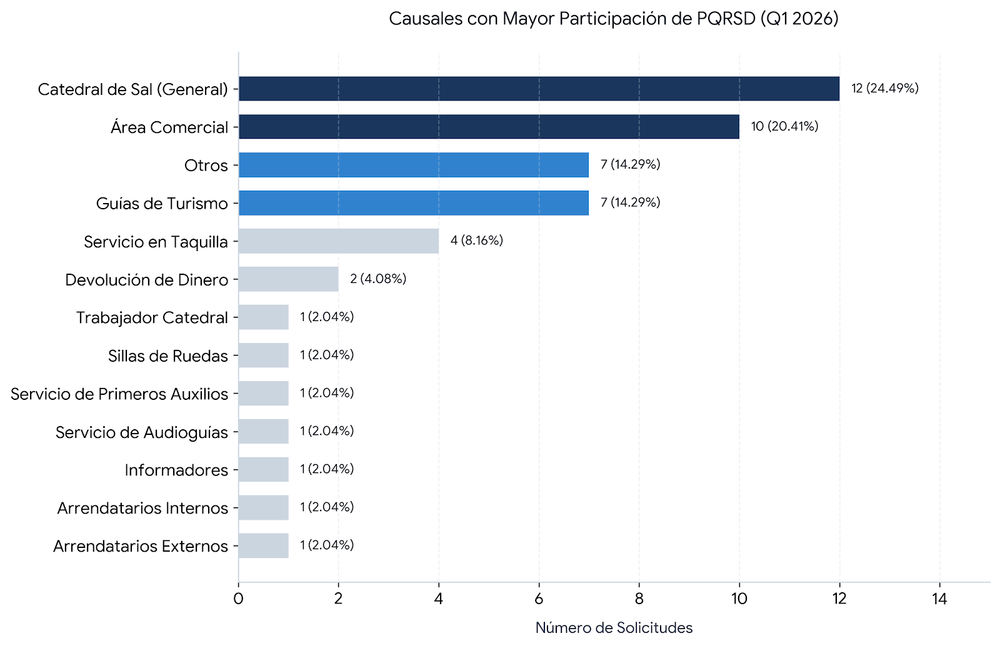 Causales con Mayor Participación de PQRSD (Q1 2026)
Catedral de Sal (General) 12 (24.49%)
Área Comercial 10 (20.41%)
Otros 7 (14.29%)
Guías de Turismo 7 (14.29%)
Servicio en Taquilla 4 (8.16%)
Devolución de Dinero 2 (4.08%)
Trabajador Catedral 1 (2.04%)
Sillas de Ruedas 1 (2.04%)
Servicio de Primeros Auxilios 1 (2.04%)
Servicio de Audioguías 1 (2.04%)
Informadores 1 (2.04%)
Arrendatarios Internos 1 (2.04%)
Arrendatarios Externos 1 (2.04%)
0 2 4 6 8 10 12 14
Número de Solicitudes